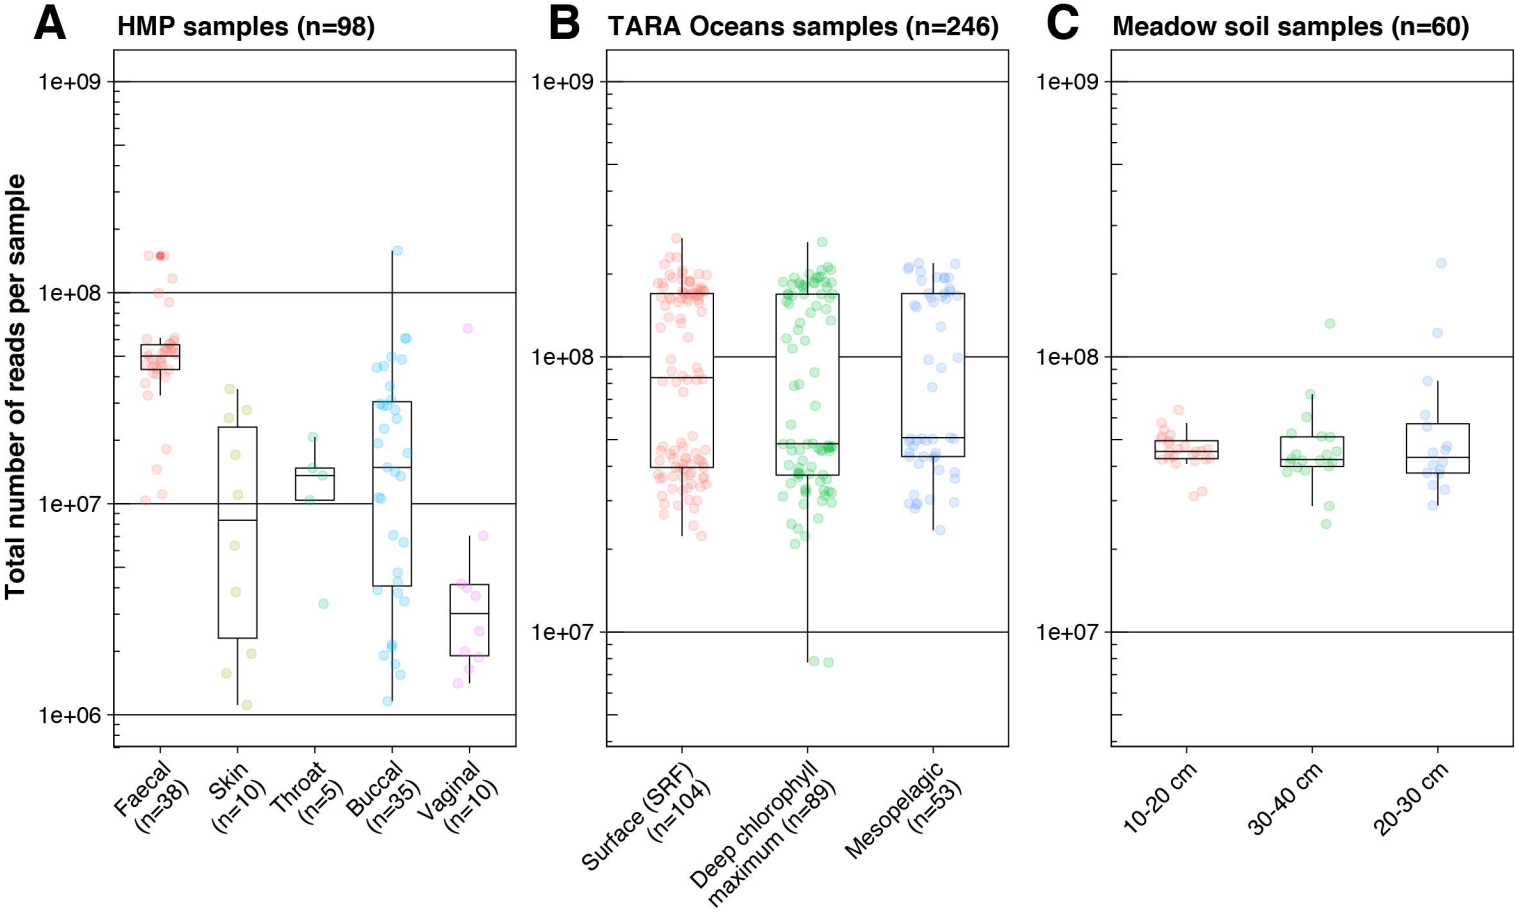 A
HMP samples (n=98)
B
TARA Oceans samples (n=246)
C
Meadow soil samples (n=60)
Total number of reads per sample
1e+09
1e+08
1e+07
1e+06
Faecal
(n=38)
Skin
(n=10)
Throat
(n=5)
Buccal
(n=35)
Vaginal
(n=10)
1e+09
1e+08
1e+07
Surface (SRF)
(n=104)
Deep chlorophyll
maximum (n=89)
Mesopelagic
(n=53)
1e+09
1e+08
1e+07
10-20 cm
30-40 cm
20-30 cm